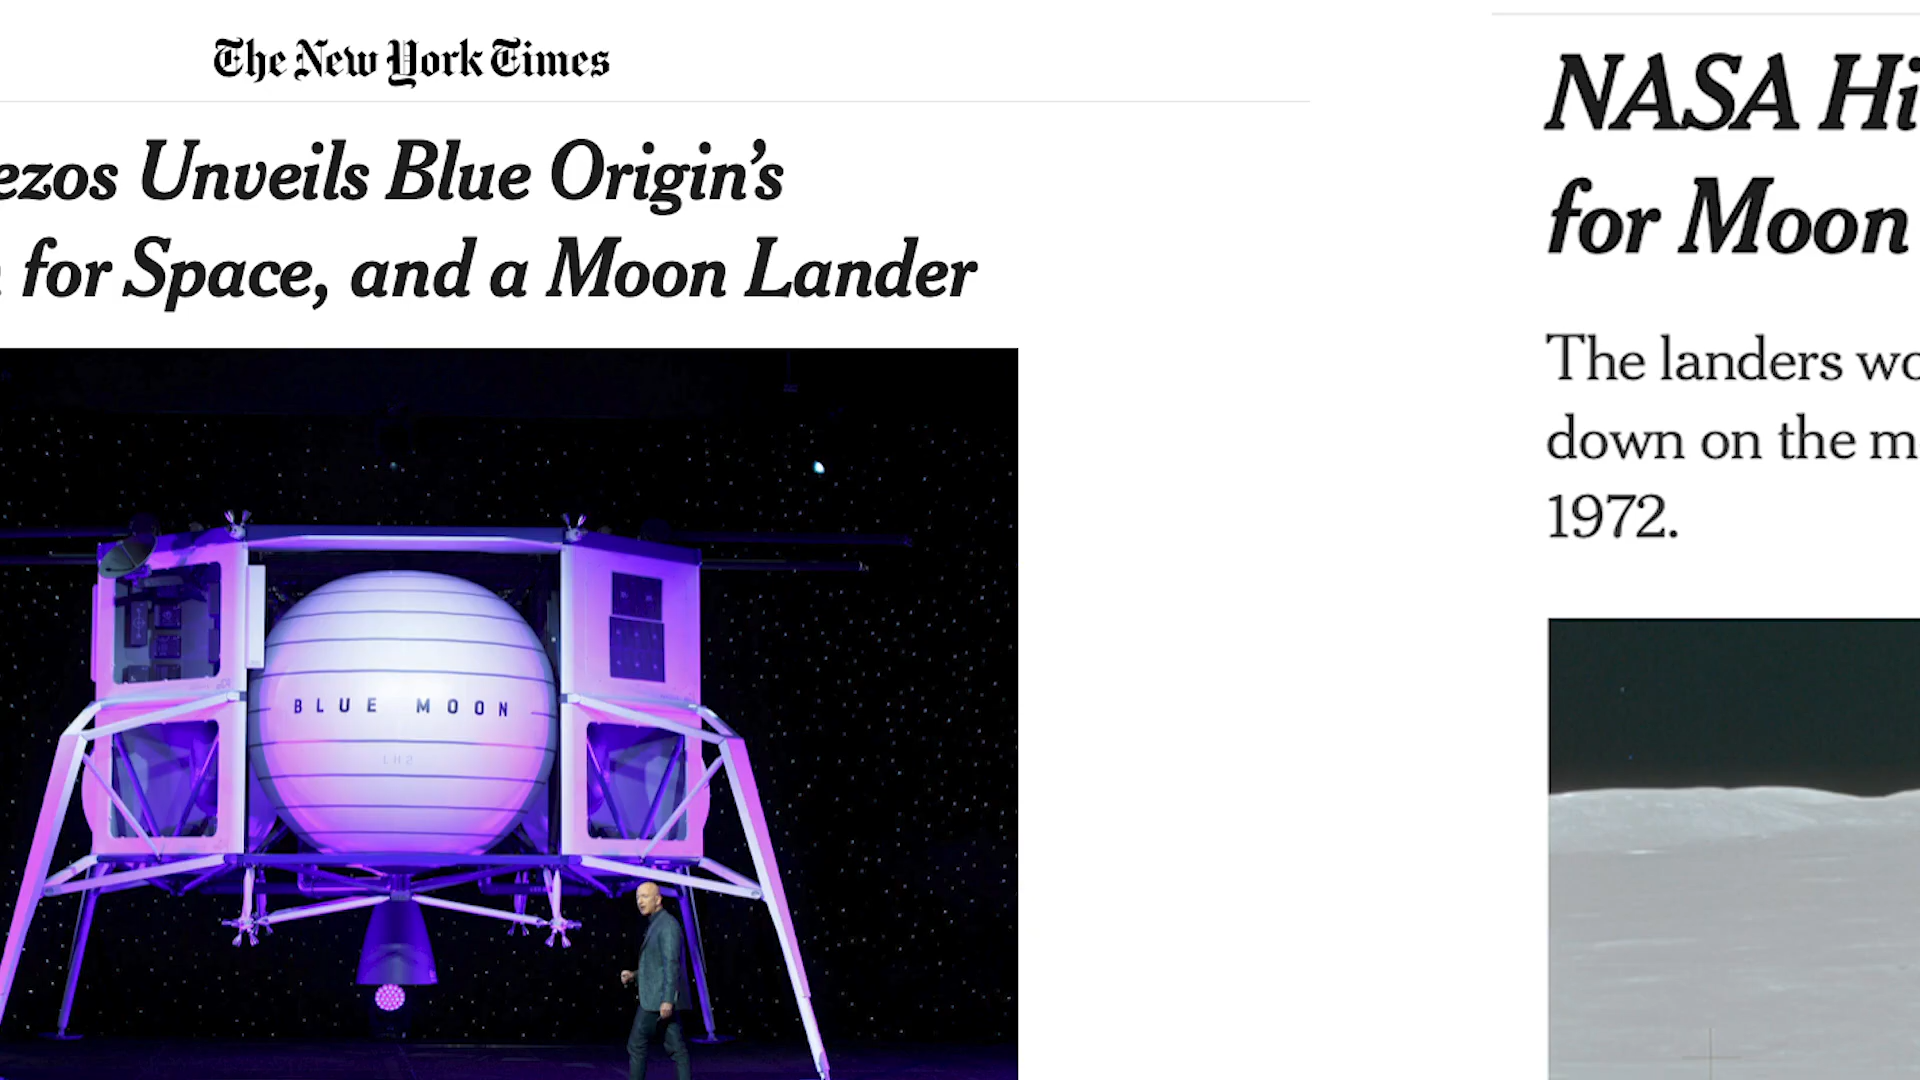 The New York Times
ezos Unveils Blue Origin's
for Space, and a Moon Lander
BLUE MOON
LH2
NASA Hi
for Moon
The landers wo
down on the m
1972.